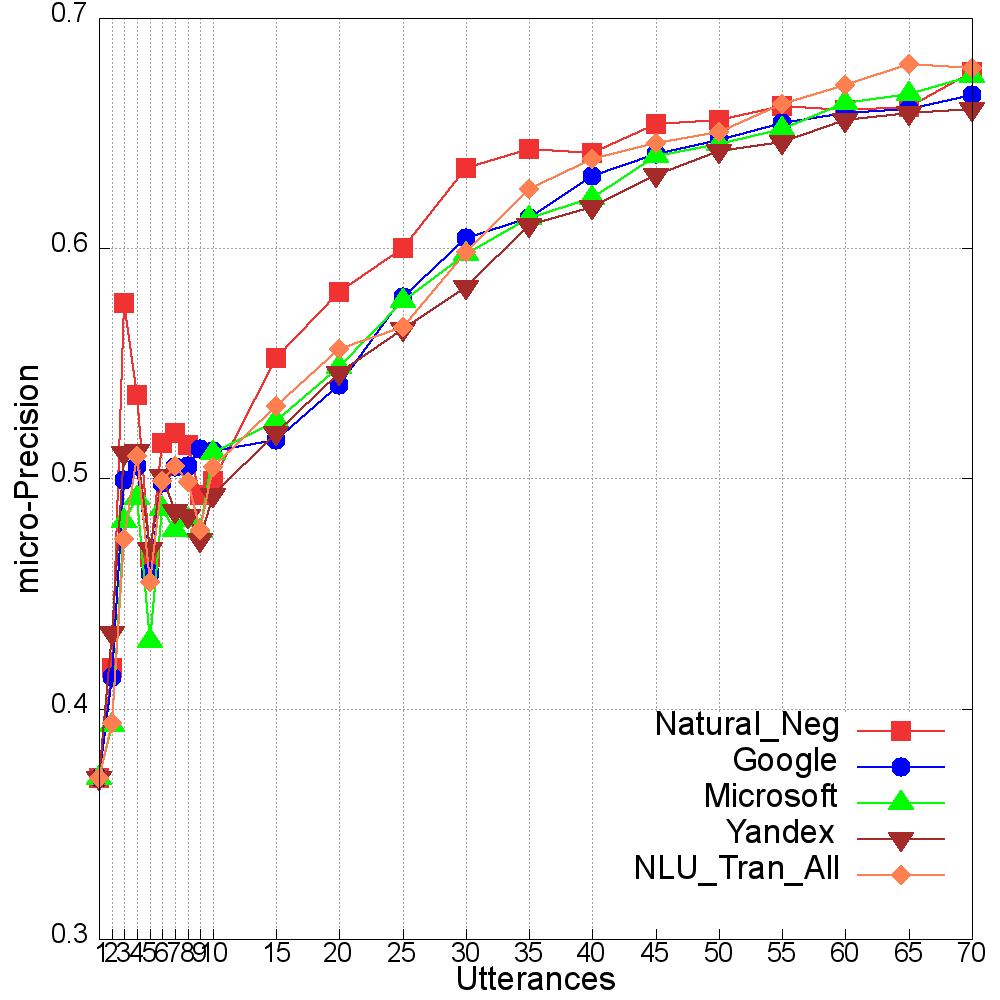 0.7
0.6
0.5
0.4
0.3
micro-Precision
Natural_Neg
Google
Microsoft
Yandex
NLU_Tran_All
1 2 3 4 5 6 7 8 9 10 15 20 25 30 35 40 45 50 55 60 65 70
Utterances